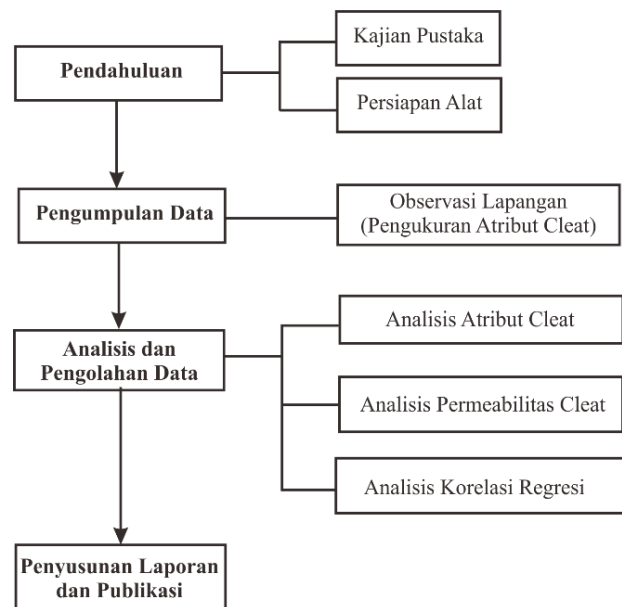 Pendahuluan
Kajian Pustaka
Persiapan Alat
Pengumpulan Data
Observasi Lapangan
(Pengukuran Atribut Cleat)
Analisis dan
Pengolahan Data
Analisis Atribut Cleat
Analisis Permeabilitas Cleat
Analisis Korelasi Regresi
Penyusunan Laporan
dan Publikasi